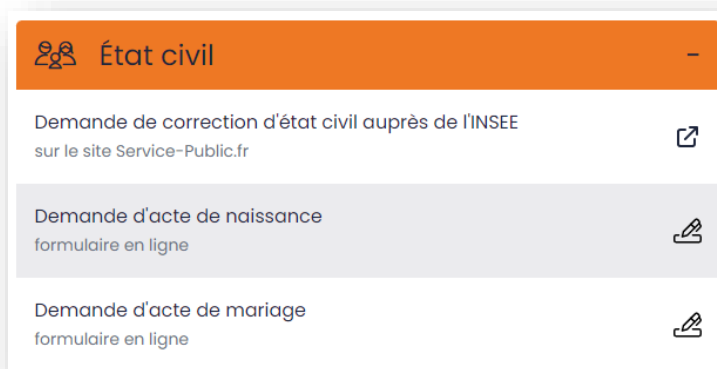 État civil
Demande de correction d'état civil auprès de l'INSEE
sur le site Service-Public.fr
Demande d'acte de naissance
formulaire en ligne
Demande d'acte de mariage
formulaire en ligne